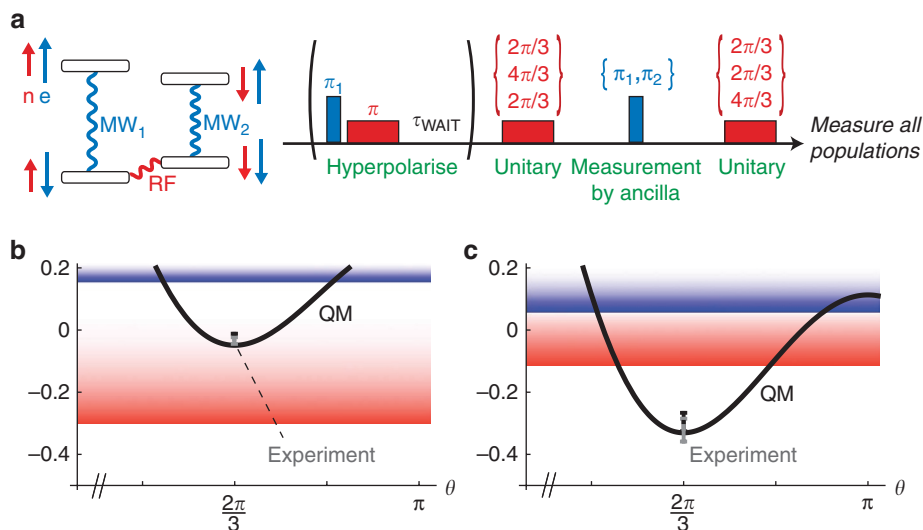 a
n e
MW₁
MW₂
RF
π₁
π
τWAIT
Hyperpolarise
2π/3
4π/3
2π/3
Unitary
{π₁,π₂}
Measurement
by ancilla
2π/3
2π/3
4π/3
Unitary
Measure all
populations
b
0.2
0
−0.2
−0.4
QM
Experiment
2π/3
π
θ
c
0.2
0
−0.2
−0.4
QM
Experiment
2π/3
π
θ